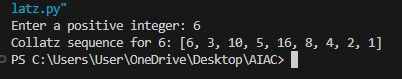 latz.py"
Enter a positive integer: 6
Collatz sequence for 6: [6, 3, 10, 5, 16, 8, 4, 2, 1]
PS C:\Users\User\OneDrive\Desktop\AIAC>